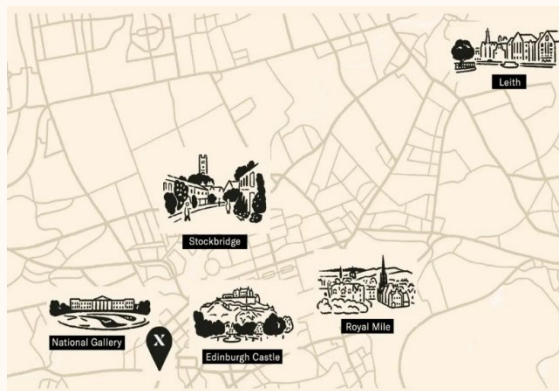 Leith
Stockbridge
Royal Mile
National Gallery
X
Edinburgh Castle